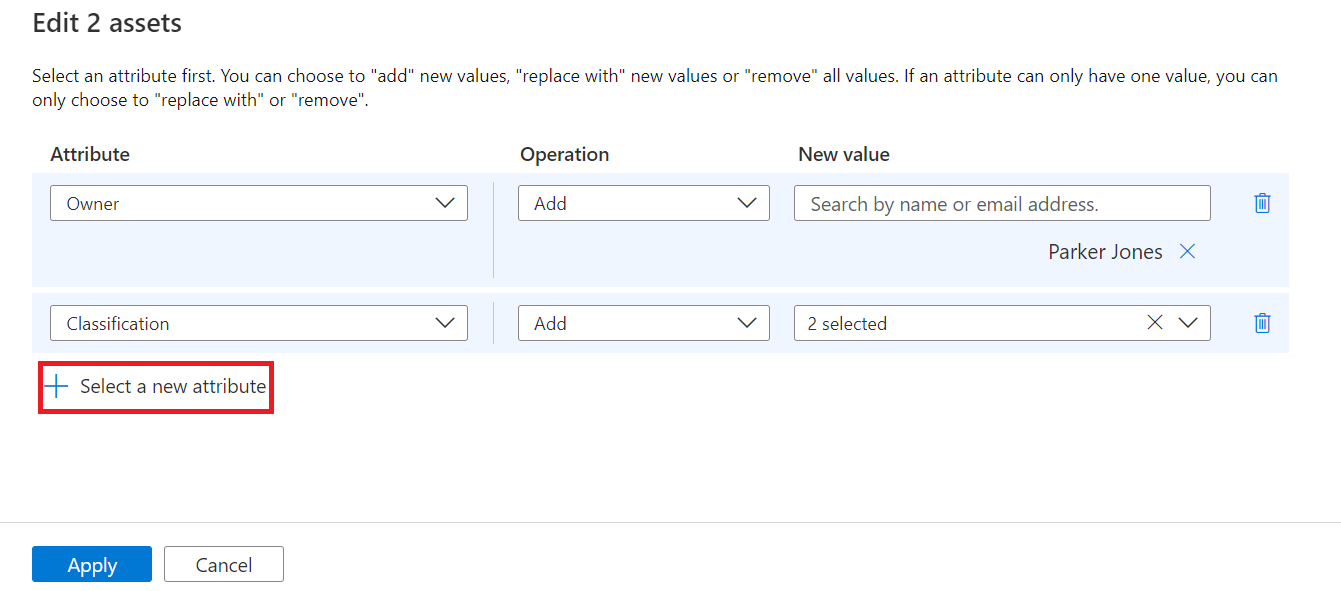 Edit 2 assets
Select an attribute first. You can choose to "add" new values, "replace with" new values or "remove" all values. If an attribute can only have one value, you can
only choose to "replace with" or "remove".
Attribute Operation New value
Owner Add Search by name or email address.
Parker Jones
Classification Add 2 selected
Select a new attribute
Apply Cancel